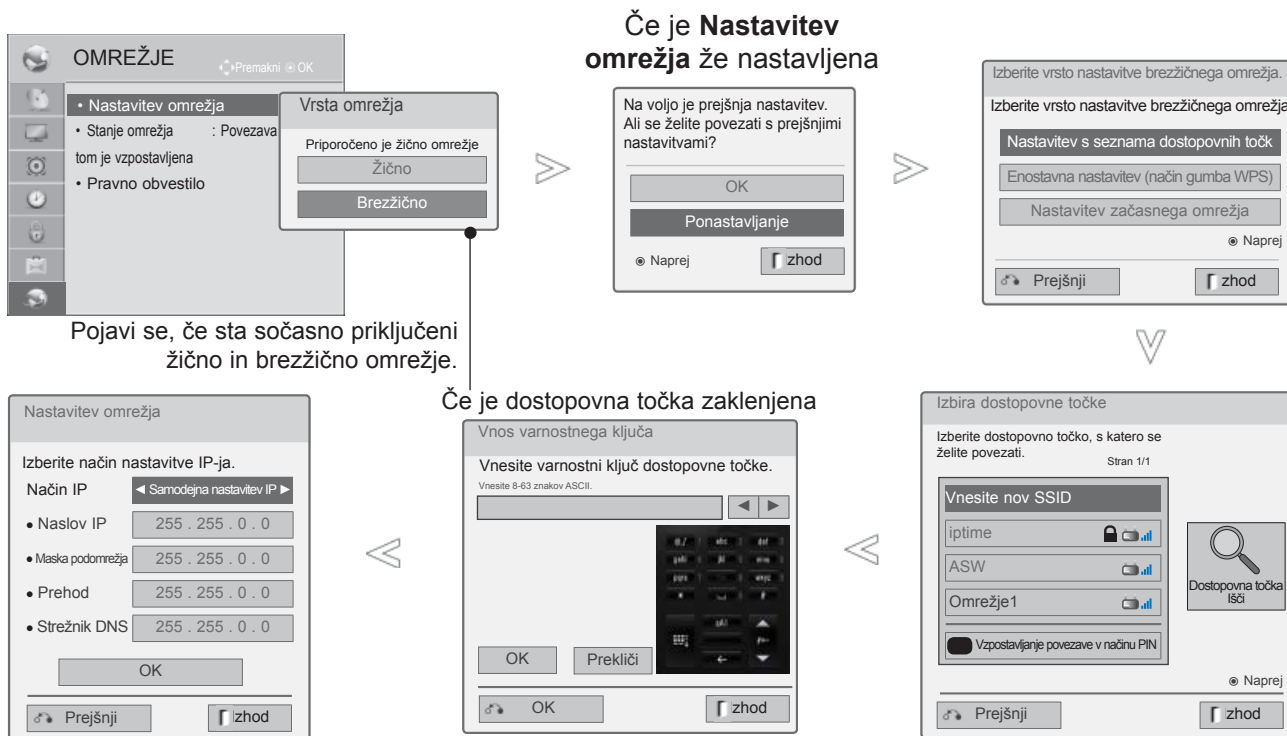 OMREŽJE
Premakni OK
• Nastavitev omrežja
• Stanje omrežja : Povezava
tom je vzpostavljena
• Pravno obvestilo
Vrsta omrežja
Priporočeno je žično omrežje
Žično
Brezžično
Pojavi se, če sta sočasno priključeni
žično in brezžično omrežje.
Če je Nastavitev
omrežja že nastavljena
Na voljo je prejšnja nastavitev.
Ali se želite povezati s prejšnjimi
nastavitvami?
OK
Ponastavljanje
Naprej
zhod
Izberite vrsto nastavitve brezžičnega omrežja.
Izberite vrsto nastavitve brezžičnega omrežja
Nastavitev s seznama dostopovnih točk
Enostavna nastavitev (način gumba WPS)
Nastavitev začasnega omrežja
Naprej
Prejšnji
zhod
Izbira dostopovne točke
Izberite dostopovno točko, s katero se
želite povezati.
Stran 1/1
Vnesite nov SSID
iptime
ASW
Omrežje1
Vzpostavljanje povezave v načinu PIN
Dostopovna točka
Išči
Naprej
Prejšnji
zhod
Če je dostopovna točka zaklenjena
Vnos varnostnega ključa
Vnesite varnostni ključ dostopovne točke.
Vnesite 8-63 znakov ASCII.
OK
Prekliči
OK
zhod
Nastavitev omrežja
Izberite način nastavitve IP-ja.
Način IP ◄ Samodejna nastavitev IP ►
• Naslov IP 255 . 255 . 0 . 0
• Maska podomrežja 255 . 255 . 0 . 0
• Prehod 255 . 255 . 0 . 0
• Strežnik DNS 255 . 255 . 0 . 0
OK
Prejšnji
zhod